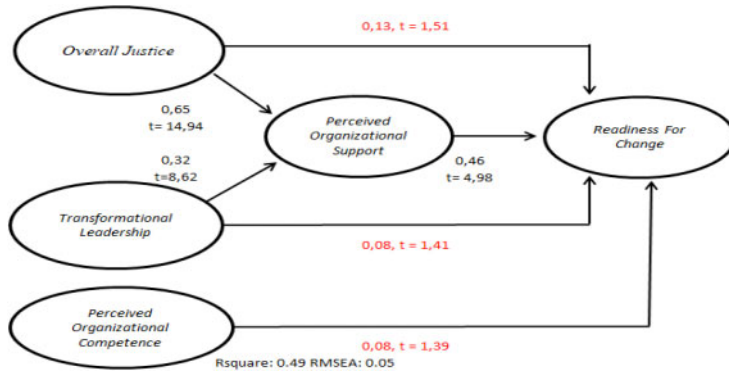 0,13, t = 1,51
Overall Justice
0,65
t= 14,94
Perceived
Organizational
Support
Readiness For
Change
0,32
t=8,62
0,46
t= 4,98
Transformational
Leadership
0,08, t = 1,41
Perceived
Organizational
Competence
0,08, t = 1,39
Rsquare: 0.49 RMSEA: 0.05